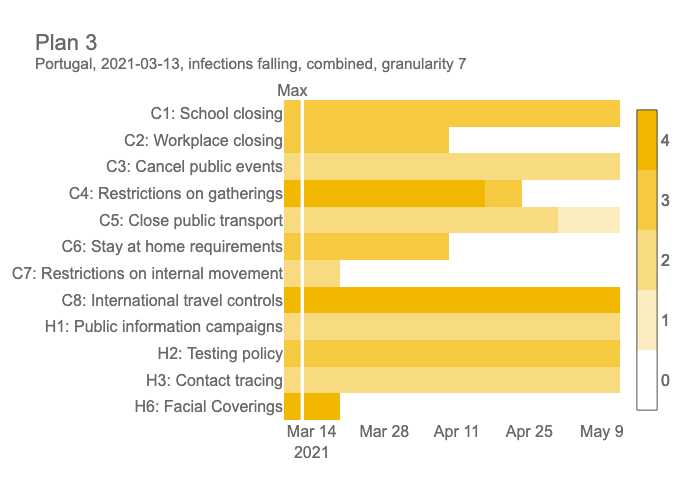 Plan 3
Portugal, 2021-03-13, infections falling, combined, granularity 7
Max
C1: School closing
C2: Workplace closing
C3: Cancel public events
C4: Restrictions on gatherings
C5: Close public transport
C6: Stay at home requirements
C7: Restrictions on internal movement
C8: International travel controls
H1: Public information campaigns
H2: Testing policy
H3: Contact tracing
H6: Facial Coverings
Mar 14 Mar 28 Apr 11 Apr 25 May 9
2021
4
3
2
1
0